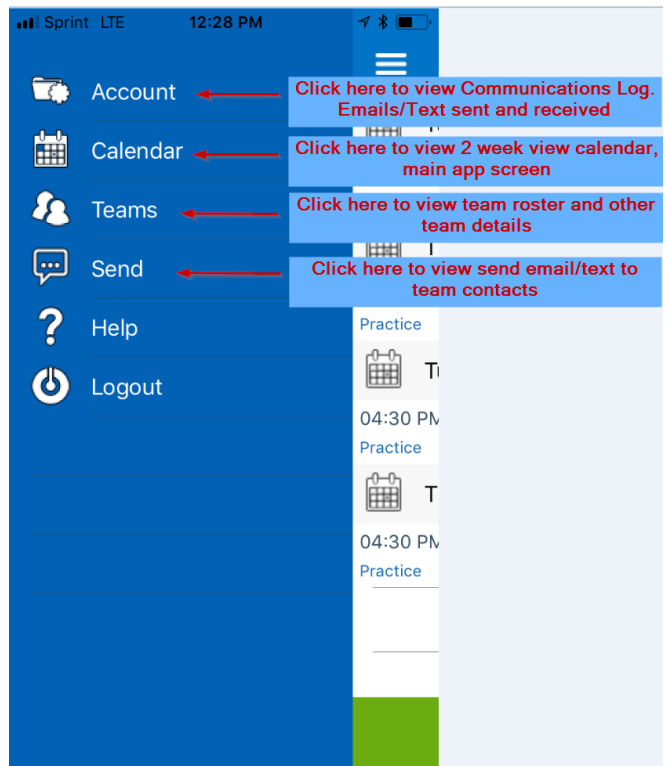 Sprint LTE 12:28 PM
Account
Click here to view Communications Log.
Emails/Text sent and received
Calendar
Click here to view 2 week view calendar,
main app screen
Teams
Click here to view team roster and other
team details
Send
Click here to view send email/text to
team contacts
Help
Practice
Logout
04:30 PM
Practice
04:30 PM
Practice